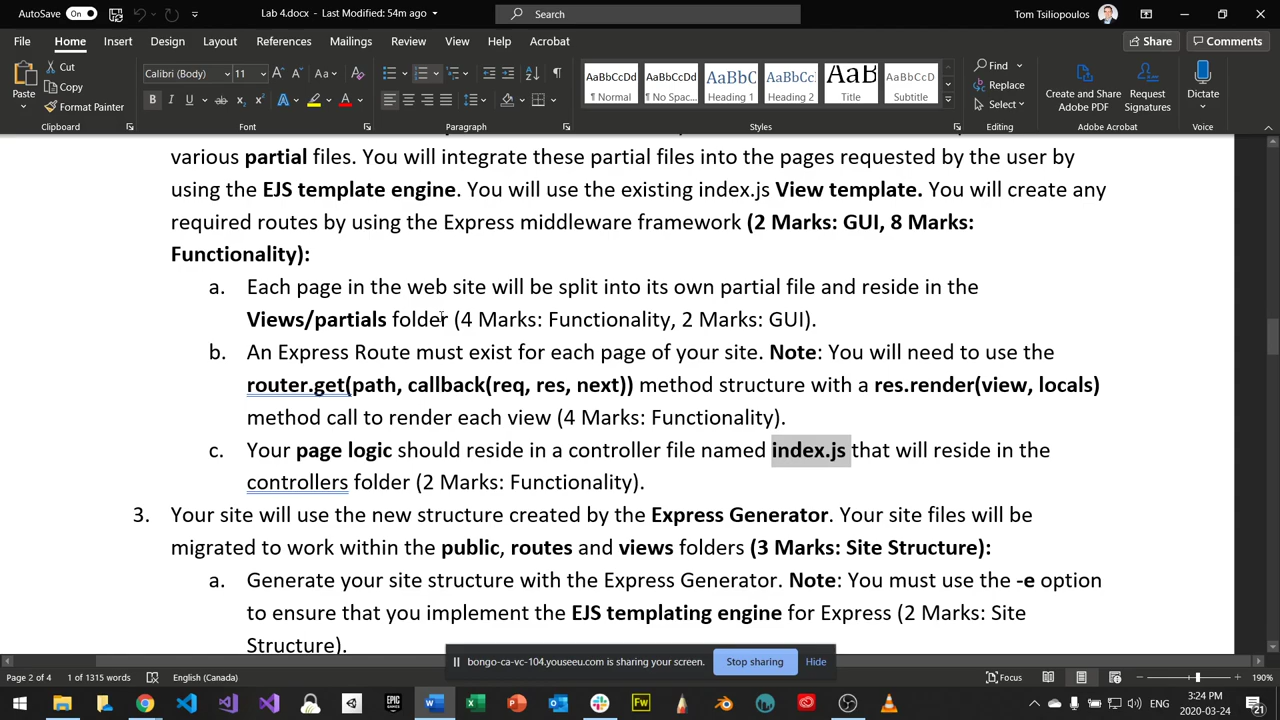 AutoSave On
Lab 4.docx - Last Modified: 54m ago
Search
Tom Tsiliopoulos
File Home Insert Design Layout References Mailings Review View Help Acrobat
Share Comments
Paste
Cut
Copy
Format Painter
Clipboard
Calibri (Body) 11
Font
Paragraph
AaBbCcDd AaBbCcDd AaBbC AaBbCc AaB AaBbCcD
¶ Normal ¶ No Spac... Heading 1 Heading 2 Title Subtitle
Styles
Find
Replace
Select
Editing
Create and Share
Adobe PDF
Request
Signatures
Adobe Acrobat
Dictate
Voice
various partial files. You will integrate these partial files into the pages requested by the user by
using the EJS template engine. You will use the existing index.js View template. You will create any
required routes by using the Express middleware framework (2 Marks: GUI, 8 Marks:
Functionality):
a. Each page in the web site will be split into its own partial file and reside in the
Views/partials folder (4 Marks: Functionality, 2 Marks: GUI).
b. An Express Route must exist for each page of your site. Note: You will need to use the
router.get(path, callback(req, res, next)) method structure with a res.render(view, locals)
method call to render each view (4 Marks: Functionality).
c. Your page logic should reside in a controller file named index.js that will reside in the
controllers folder (2 Marks: Functionality).
3. Your site will use the new structure created by the Express Generator. Your site files will be
migrated to work within the public, routes and views folders (3 Marks: Site Structure):
a. Generate your site structure with the Express Generator. Note: You must use the -e option
to ensure that you implement the EJS templating engine for Express (2 Marks: Site
Structure).
bongo-ca-vc-104.youseeu.com is sharing your screen.
Stop sharing
Hide
Page 2 of 4 1 of 1315 words English (Canada)
Focus
190%
3:24 PM
2020-03-24
21